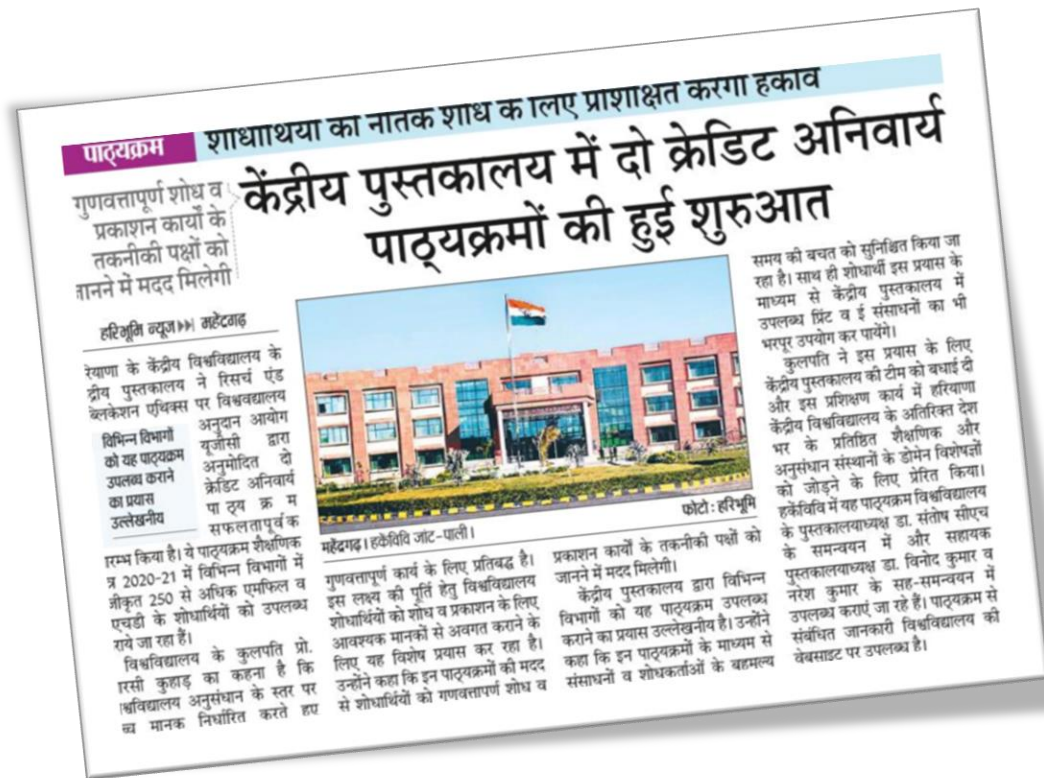 पाठ्यक्रम
शोधार्थियों को नैतिक शोध के लिए प्रशिक्षित करेगा हकेंवि
गुणवत्तापूर्ण शोध व
प्रकाशन कार्यों के
तकनीकी पक्षों को
जानने में मदद मिलेगी
केंद्रीय पुस्तकालय में दो क्रेडिट अनिवार्य
पाठ्यक्रमों की हुई शुरुआत
हरिभूमि न्यूज ▸▸| महेंद्रगढ़
रियाणा के केंद्रीय विश्वविद्यालय के
द्रीय पुस्तकालय ने रिसर्च एंड
ब्लिकेशन एथिक्स पर विश्वविद्यालय
अनुदान आयोग
यूजीसी द्वारा
अनुमोदित दो
क्रेडिट अनिवार्य
पा ठ्य क्र म
सफलतापूर्वक
विभिन्न विभागों
को यह पाठ्यक्रम
उपलब्ध कराने
का प्रयास
उल्लेखनीय
रम्भ किया है। ये पाठ्यक्रम शैक्षणिक
त्र 2020-21 में विभिन्न विभागों में
जीकृत 250 से अधिक एमफिल व
एचडी के शोधार्थियों को उपलब्ध
राये जा रहा हैं।
विश्वविद्यालय के कुलपति प्रो.
आरसी कुहाड़ का कहना है कि
श्वविद्यालय अनुसंधान के स्तर पर
च्च मानक निर्धारित करते हुए
महेंद्रगढ़। हकेंविवि जांट-पाली।
फोटो : हरिभूमि
गुणवत्तापूर्ण कार्य के लिए प्रतिबद्ध है।
इस लक्ष्य की पूर्ति हेतु विश्वविद्यालय
शोधार्थियों को शोध व प्रकाशन के लिए
आवश्यक मानकों से अवगत कराने के
लिए यह विशेष प्रयास कर रहा है।
उन्होंने कहा कि इन पाठ्यक्रमों की मदद
से शोधार्थियों को गुणवत्तापूर्ण शोध व
प्रकाशन कार्यों के तकनीकी पक्षों को
जानने में मदद मिलेगी।
केंद्रीय पुस्तकालय द्वारा विभिन्न
विभागों को यह पाठ्यक्रम उपलब्ध
कराने का प्रयास उल्लेखनीय है। उन्होंने
कहा कि इन पाठ्यक्रमों के माध्यम से
संसाधनों व शोधकर्ताओं के बहुमूल्य
समय की बचत को सुनिश्चित किया जा
रहा है। साथ ही शोधार्थी इस प्रयास के
माध्यम से केंद्रीय पुस्तकालय में
उपलब्ध प्रिंट व ई संसाधनों का भी
भरपूर उपयोग कर पायेंगे।
कुलपति ने इस प्रयास के लिए
केंद्रीय पुस्तकालय की टीम को बधाई दी
और इस प्रशिक्षण कार्य में हरियाणा
केंद्रीय विश्वविद्यालय के अतिरिक्त देश
भर के प्रतिष्ठित शैक्षणिक और
अनुसंधान संस्थानों के डोमेन विशेषज्ञों
को जोड़ने के लिए प्रेरित किया।
हकेंविवि में यह पाठ्यक्रम विश्वविद्यालय
के पुस्तकालयाध्यक्ष डा. संतोष सीएच
के समन्वयन में और सहायक
पुस्तकालयाध्यक्ष डा. विनोद कुमार व
नरेश कुमार के सह-समन्वयन में
उपलब्ध कराएं जा रहे हैं। पाठ्यक्रम से
संबंधित जानकारी विश्वविद्यालय की
वेबसाइट पर उपलब्ध है।